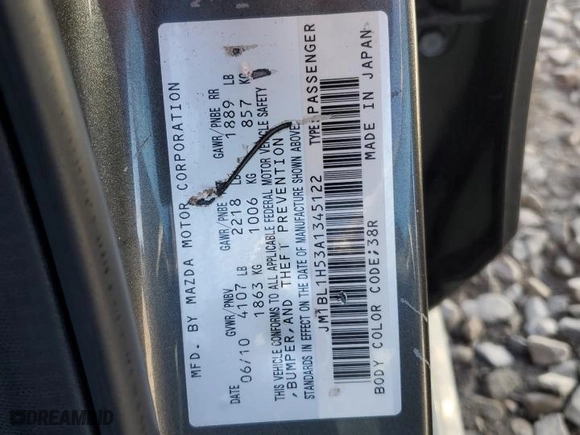 MFD. BY MAZDA MOTOR CORPORATION
DATE GVWR/PNBV GAWR/PNBE GAWR/PNBE RR
06/10 4107 LB 2218 LB 1889 LB
1863 KG 1006 KG 857 KG
THIS VEHICLE CONFORMS TO ALL APPLICABLE FEDERAL MOTOR VEHICLE SAFETY
, BUMPER, AND THEFT PREVENTION
STANDARDS IN EFFECT ON THE DATE OF MANUFACTURE SHOWN ABOVE.
JM1BL1H53A1345122 TYPE: PASSENGER
BODY COLOR CODE;38R MADE IN JAPAN
DREAMBID